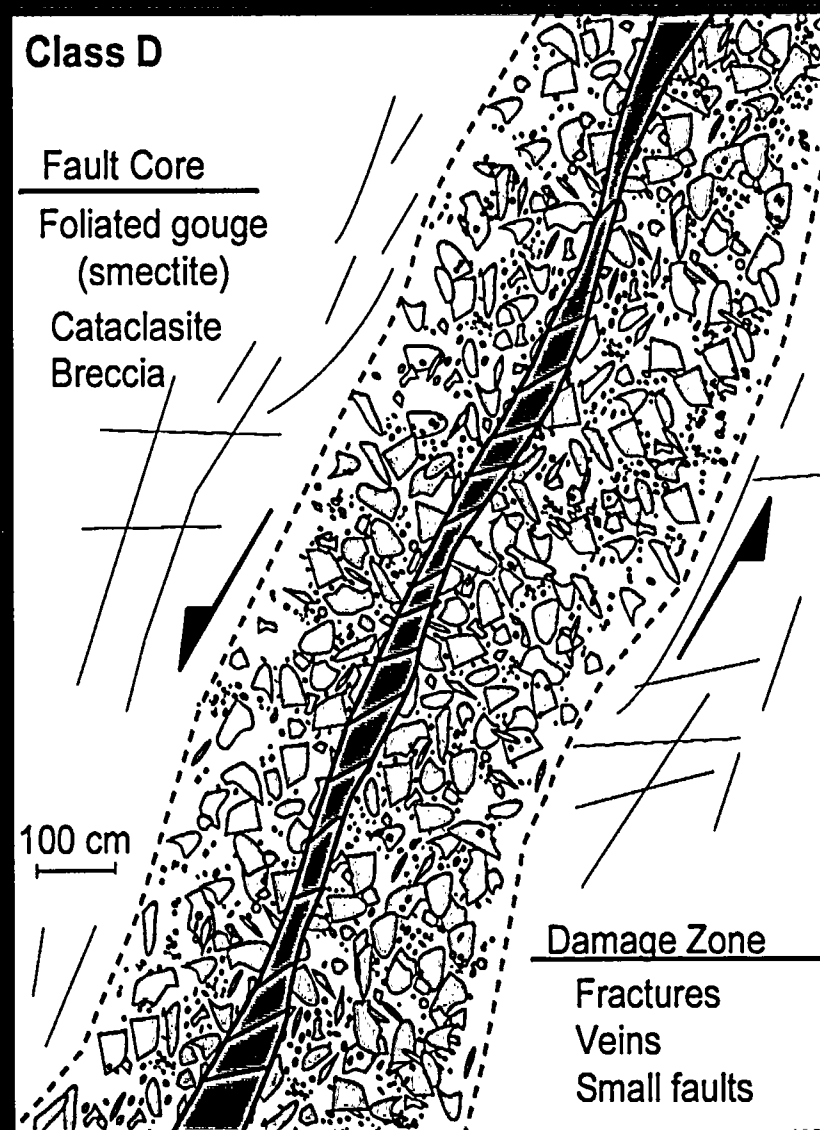 Class D
Fault Core
Foliated gouge
(smectite)
Cataclasite
Breccia
100 cm
Damage Zone
Fractures
Veins
Small faults